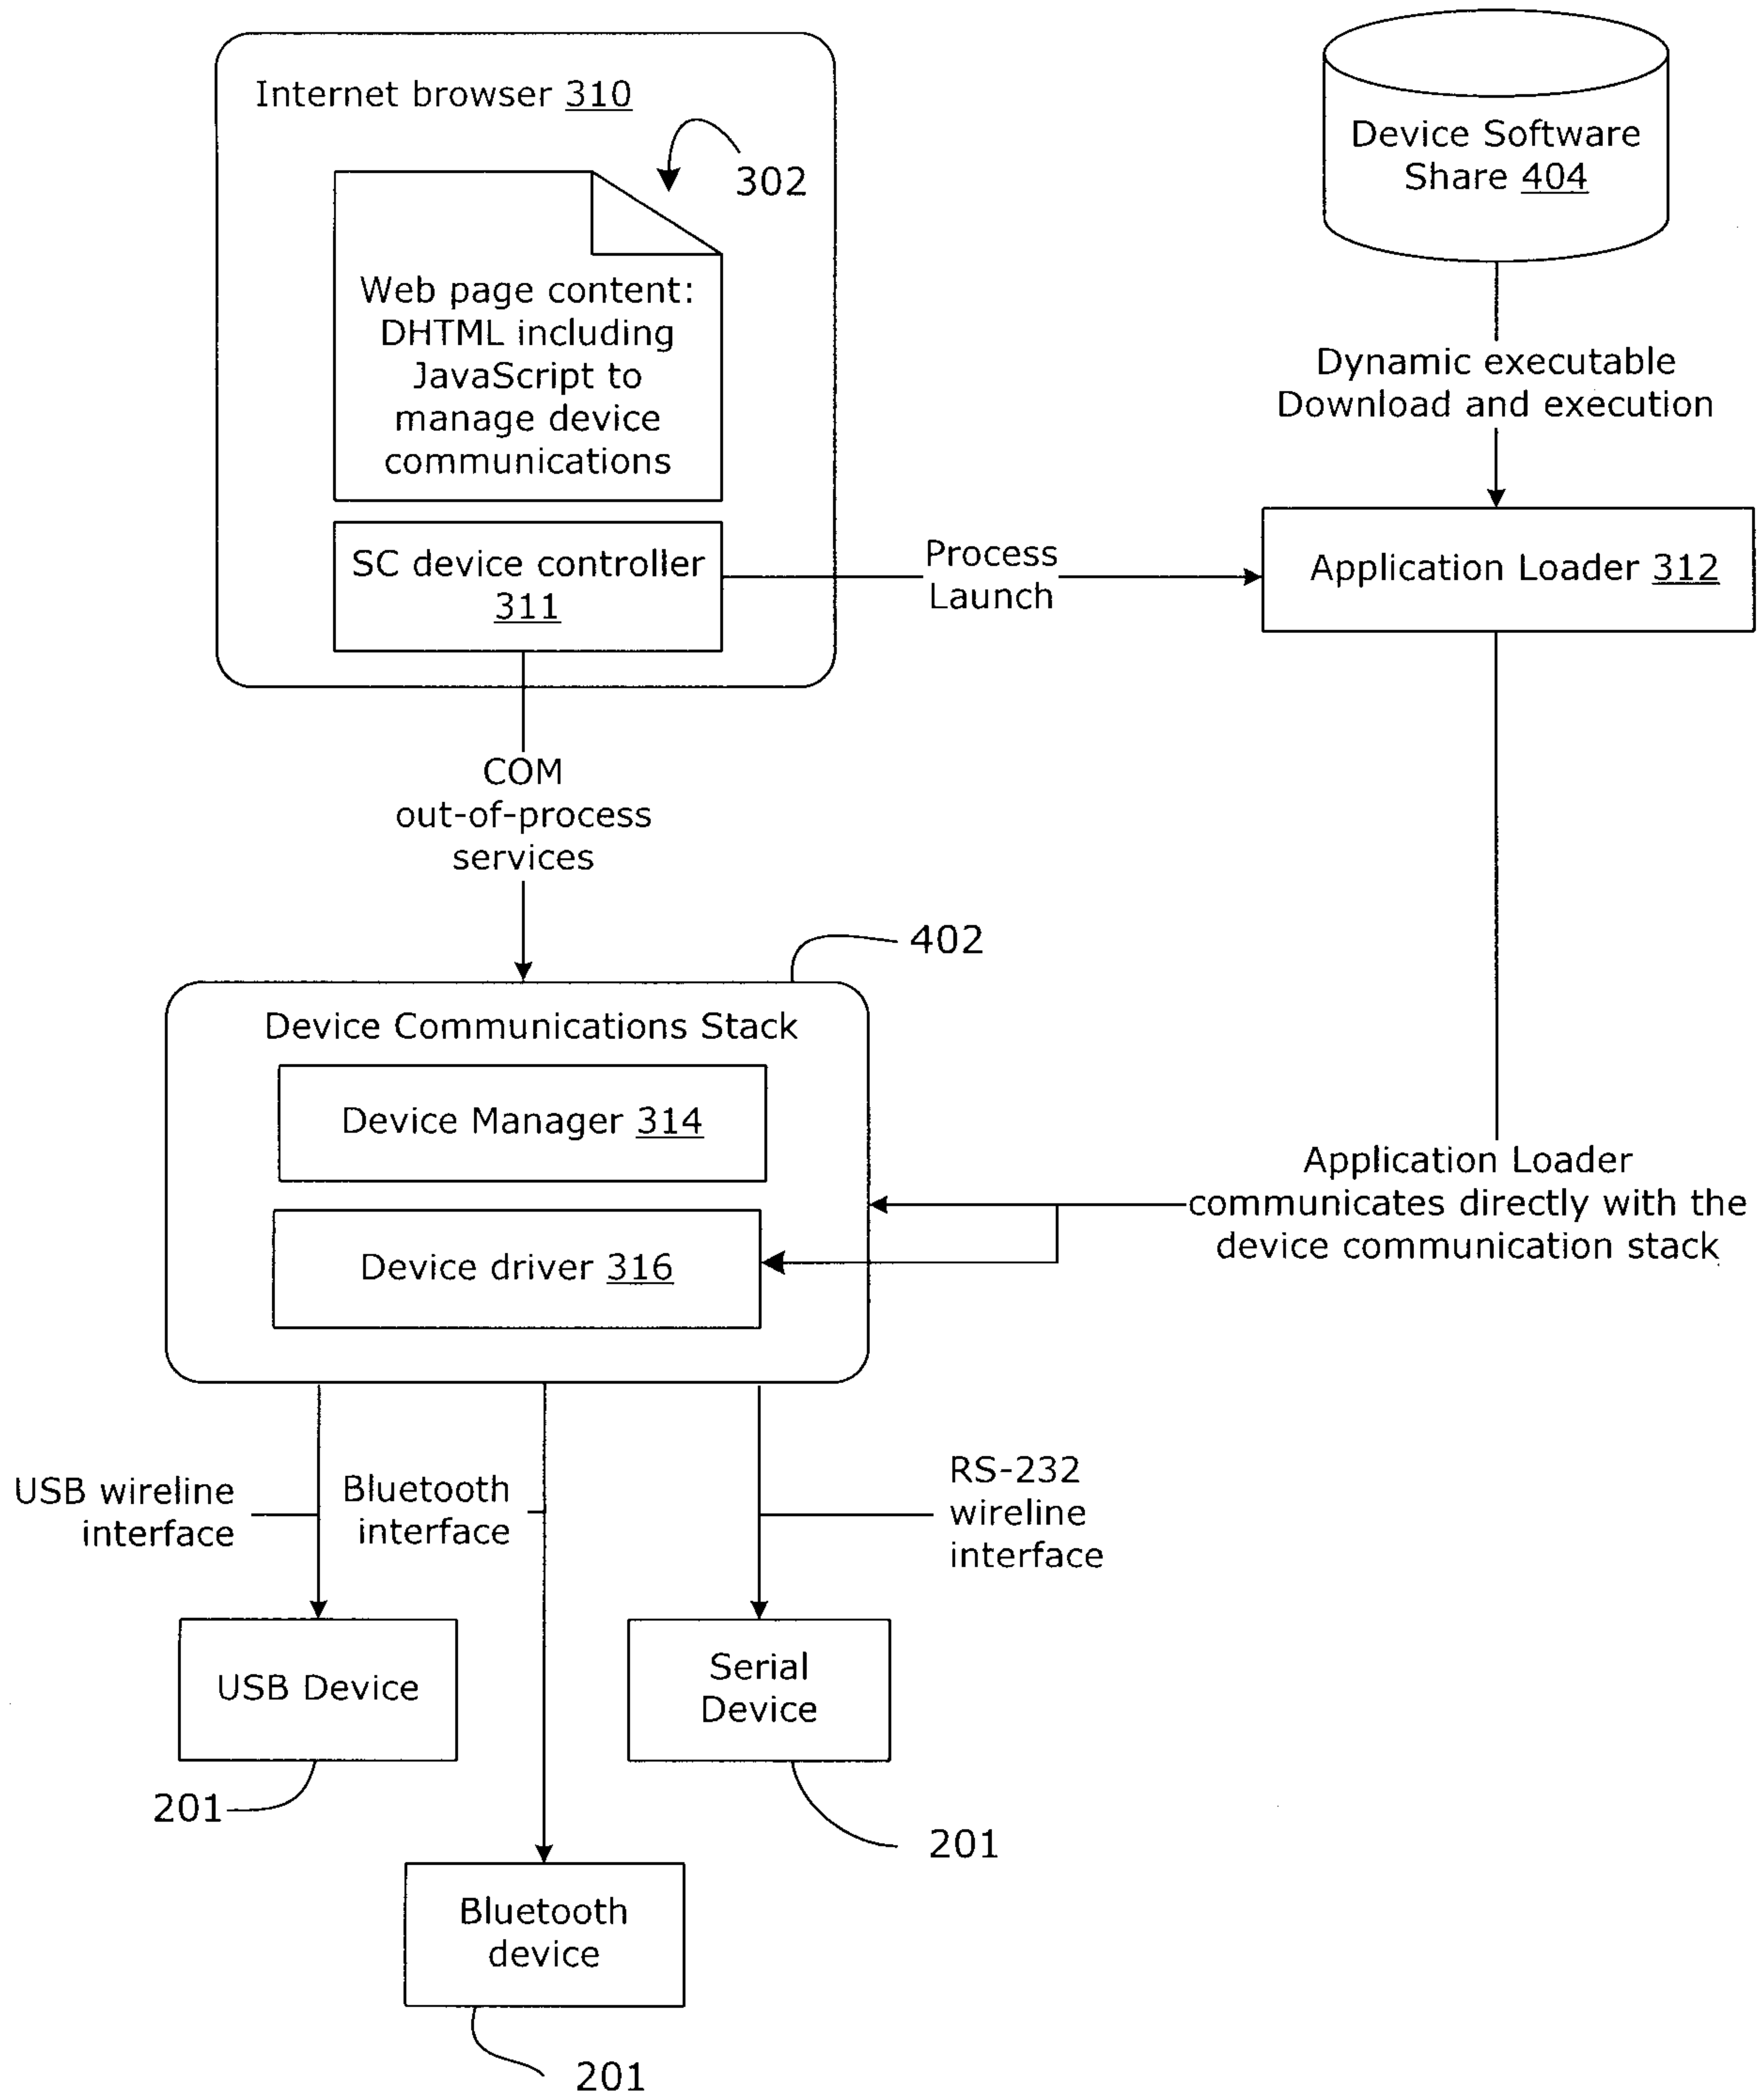 Internet browser 310
302
Web page content:
DHTML including
JavaScript to
manage device
communications
SC device controller
311
Device Software
Share 404
Dynamic executable
Download and execution
Process
Launch
Application Loader 312
COM
out-of-process
services
402
Device Communications Stack
Device Manager 314
Device driver 316
Application Loader
communicates directly with the
device communication stack
USB wireline
interface
Bluetooth
interface
RS-232
wireline
interface
USB Device
201
Serial
Device
201
Bluetooth
device
201